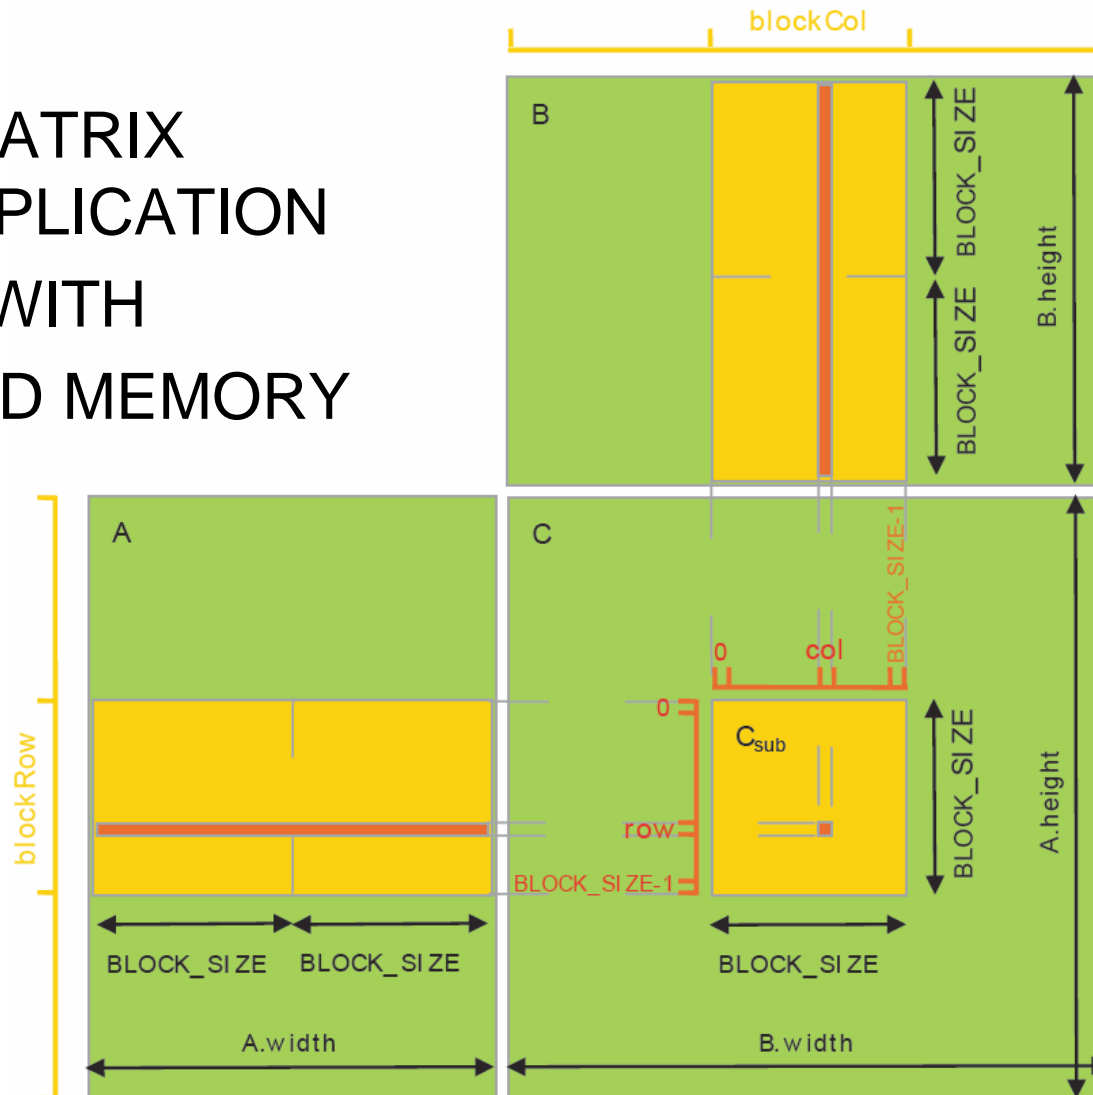 blockCol
ATRIX
PLICATION
WITH
D MEMORY
B
BLOCK_SIZE
BLOCK_SIZE
B.height
A
C
BLOCK_SIZE-1
0
col
0
row
BLOCK_SIZE-1
Csub
BLOCK_SIZE
A.height
blockRow
BLOCK_SIZE
BLOCK_SIZE
BLOCK_SIZE
A.width
B.width